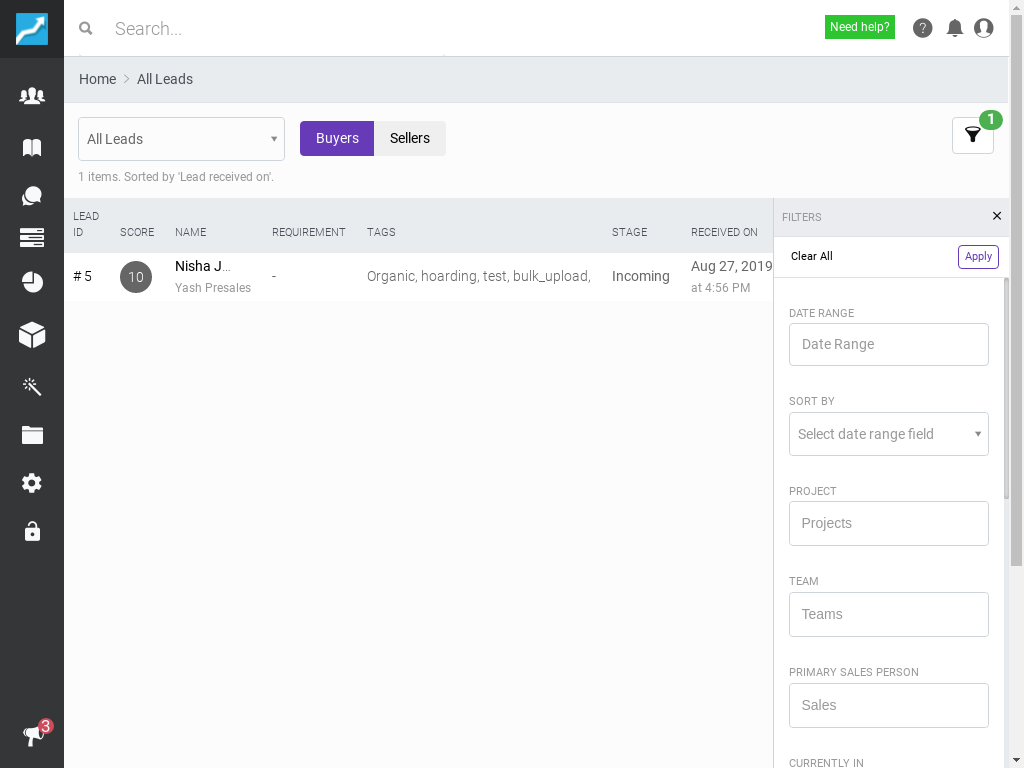 Search...
Need help?
Home
All Leads
All Leads
Buyers
Sellers
1
1 items. Sorted by 'Lead received on'.
LEAD ID
SCORE
NAME
REQUIREMENT
TAGS
STAGE
RECEIVED ON
# 5
10
Nisha J...
Yash Presales
-
Organic, hoarding, test, bulk_upload,
Incoming
Aug 27, 2019
at 4:56 PM
FILTERS
Clear All
Apply
DATE RANGE
Date Range
SORT BY
Select date range field
PROJECT
Projects
TEAM
Teams
PRIMARY SALES PERSON
Sales
CURRENTLY IN
3